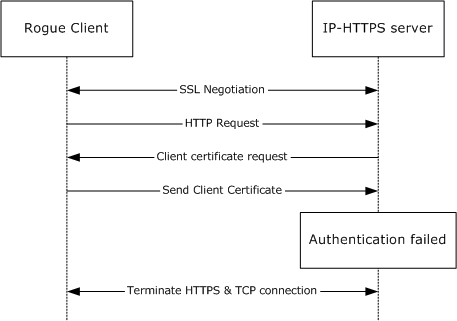 Rogue Client
IP-HTTPS server
SSL Negotiation
HTTP Request
Client certificate request
Send Client Certificate
Authentication failed
Terminate HTTPS & TCP connection